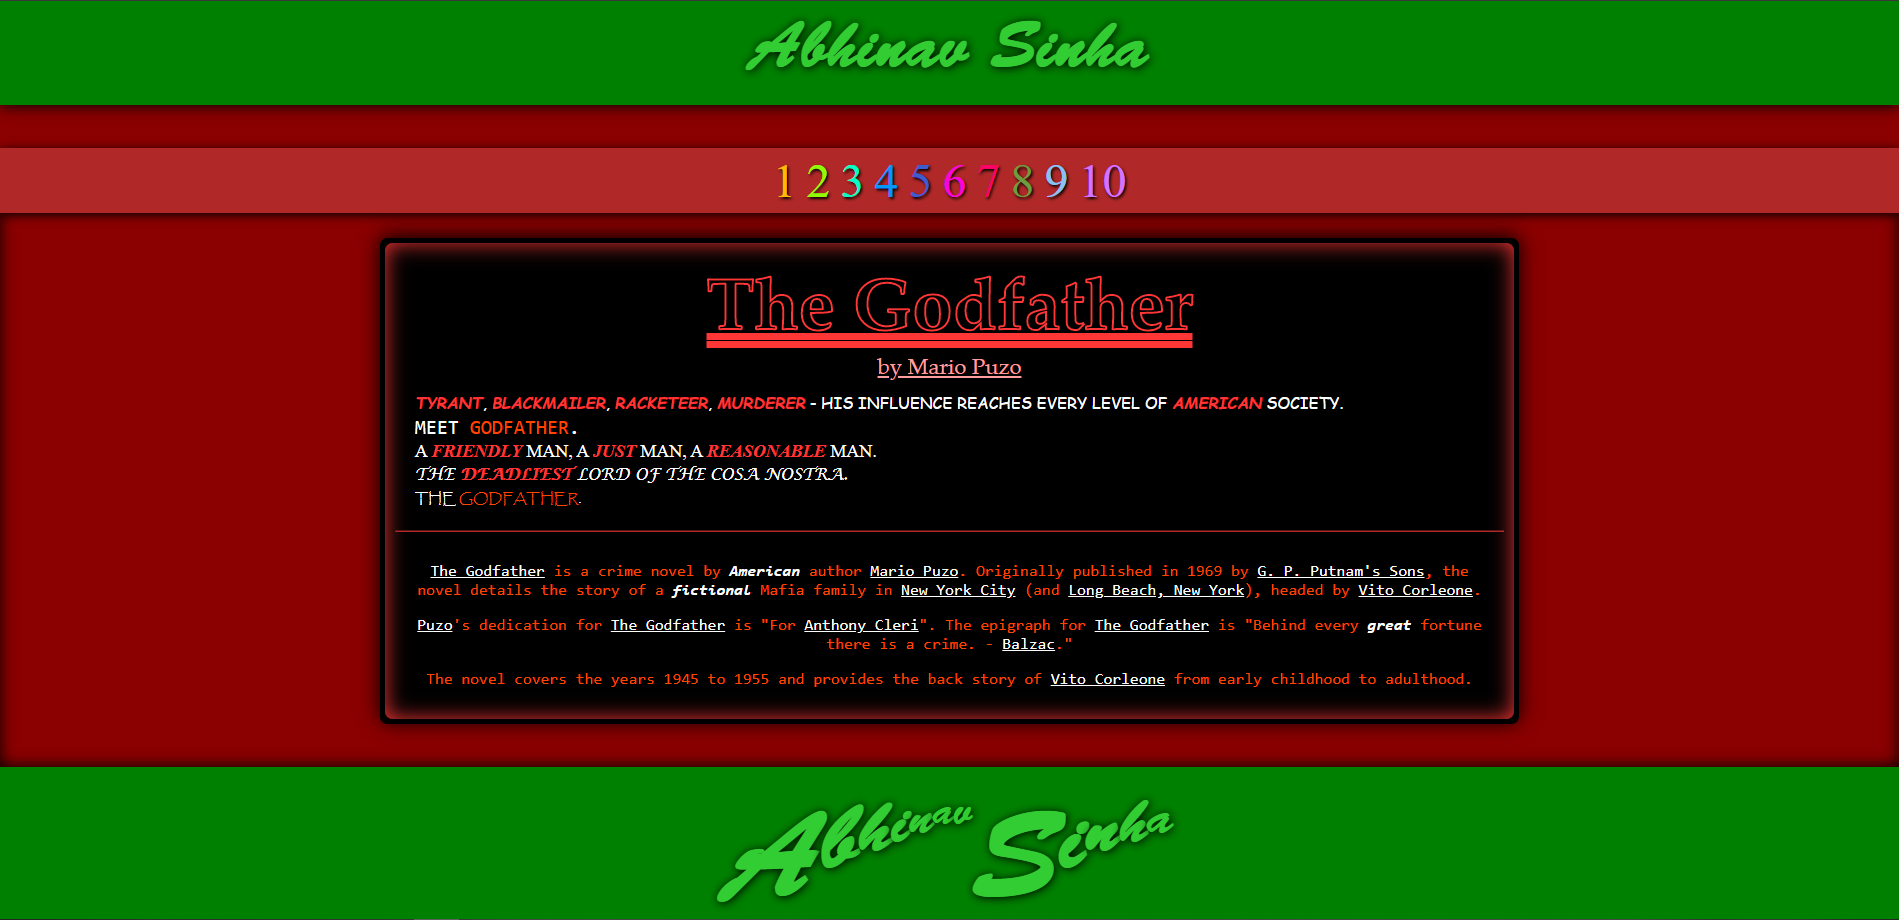 Abhinav Sinha
1 2 3 4 5 6 7 8 9 10
The Godfather
by Mario Puzo
TYRANT, BLACKMAILER, RACKETEER, MURDERER - HIS INFLUENCE REACHES EVERY LEVEL OF AMERICAN SOCIETY.
MEET GODFATHER.
A FRIENDLY MAN, A JUST MAN, A REASONABLE MAN.
THE DEADLIEST LORD OF THE COSA NOSTRA.
THE GODFATHER.
The Godfather is a crime novel by American author Mario Puzo. Originally published in 1969 by G. P. Putnam's Sons, the
novel details the story of a fictional Mafia family in New York City (and Long Beach, New York), headed by Vito Corleone.
Puzo's dedication for The Godfather is "For Anthony Cleri". The epigraph for The Godfather is "Behind every great fortune
there is a crime. - Balzac."
The novel covers the years 1945 to 1955 and provides the back story of Vito Corleone from early childhood to adulthood.
Abhinav Sinha